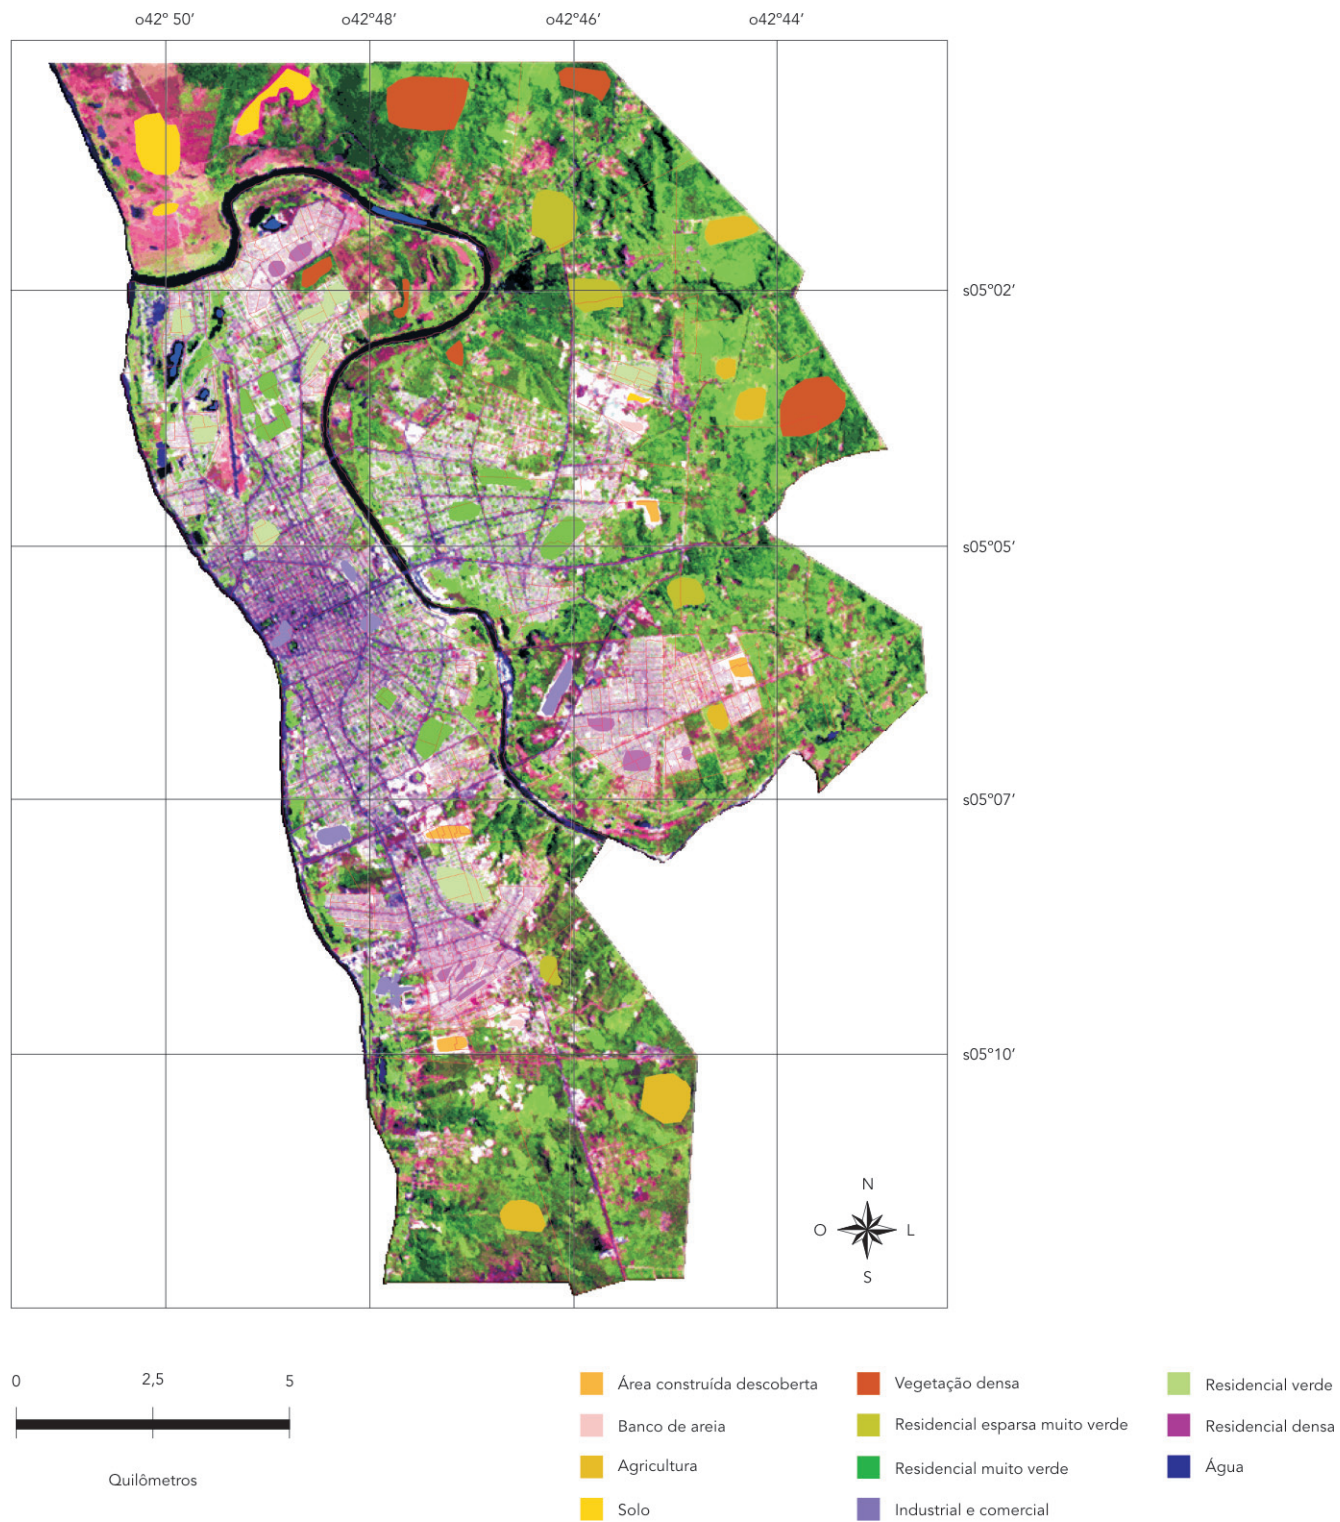 o42° 50′
o42°48′
o42°46′
o42°44′
s05°02′
s05°05′
s05°07′
s05°10′
N
O
L
S
0
2,5
5
Quilômetros
Área construída descoberta
Banco de areia
Agricultura
Solo
Vegetação densa
Residencial esparsa muito verde
Residencial muito verde
Industrial e comercial
Residencial verde
Residencial densa
Água